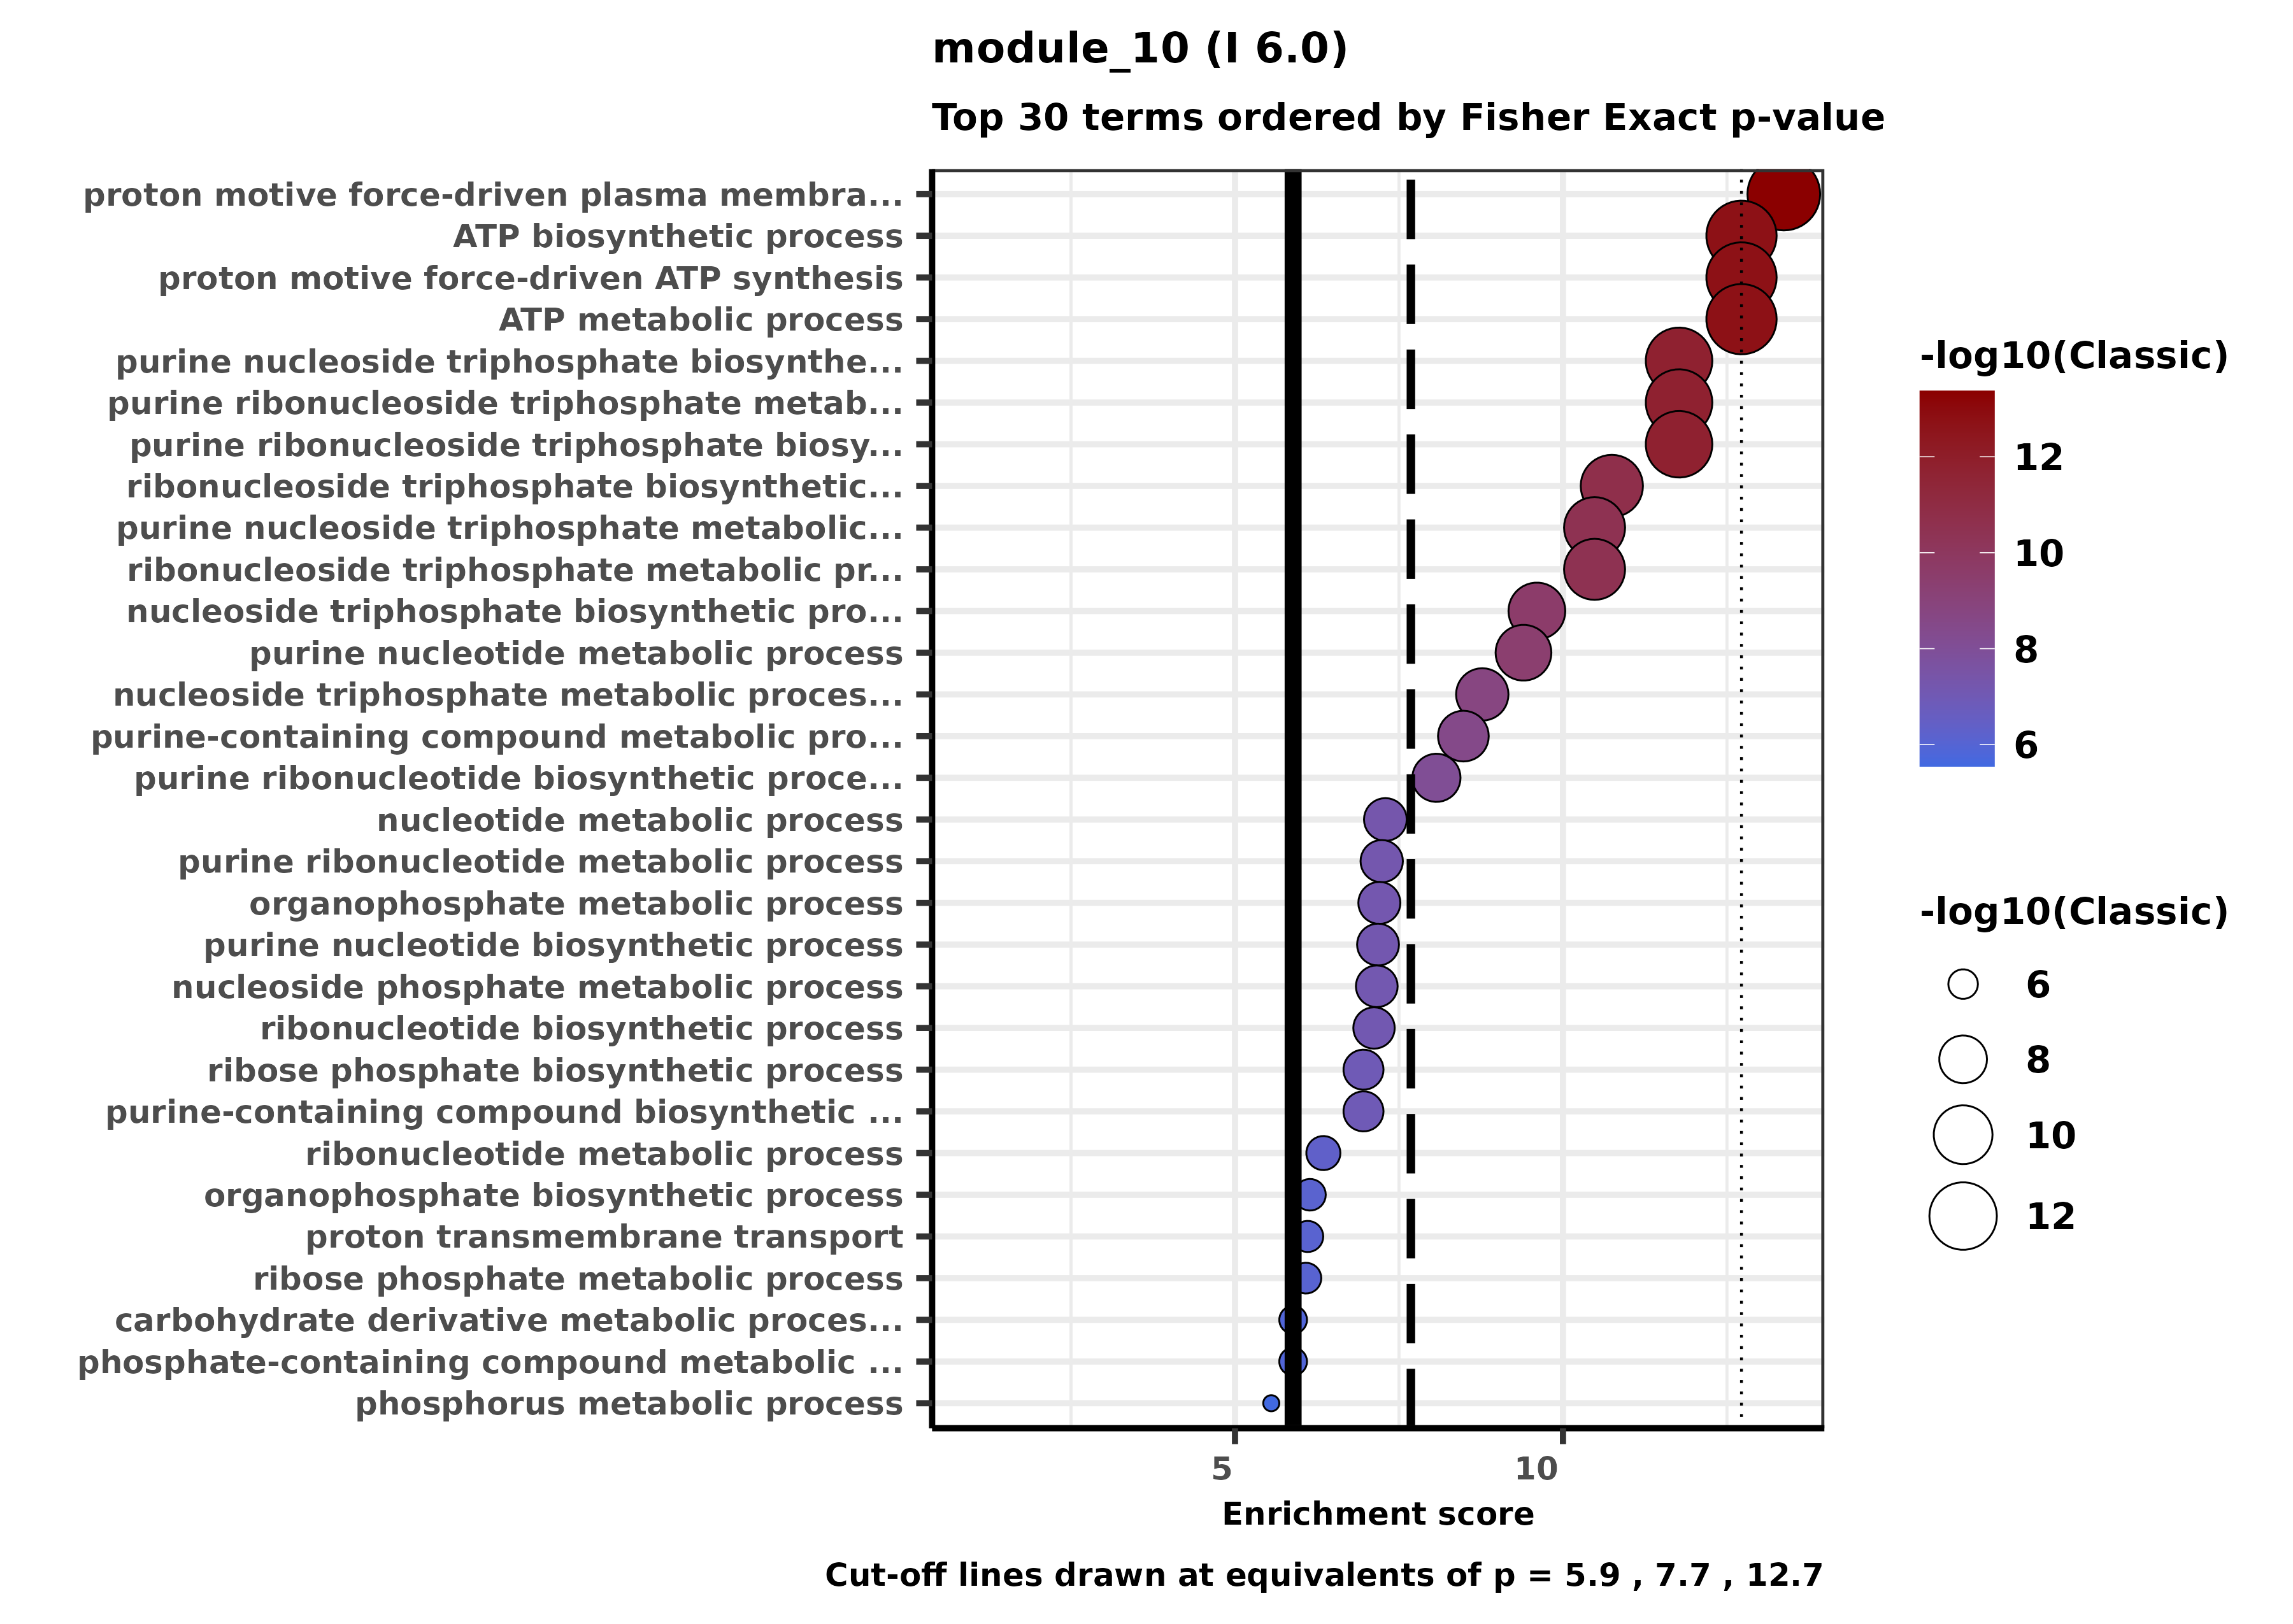 module_10 (I 6.0)
Top 30 terms ordered by Fisher Exact p-value
proton motive force-driven plasma membra...
ATP biosynthetic process
proton motive force-driven ATP synthesis
ATP metabolic process
purine nucleoside triphosphate biosynthe...
purine ribonucleoside triphosphate metab...
purine ribonucleoside triphosphate biosy...
ribonucleoside triphosphate biosynthetic...
purine nucleoside triphosphate metabolic...
ribonucleoside triphosphate metabolic pr...
nucleoside triphosphate biosynthetic pro...
purine nucleotide metabolic process
nucleoside triphosphate metabolic proces...
purine-containing compound metabolic pro...
purine ribonucleotide biosynthetic proce...
nucleotide metabolic process
purine ribonucleotide metabolic process
organophosphate metabolic process
purine nucleotide biosynthetic process
nucleoside phosphate metabolic process
ribonucleotide biosynthetic process
ribose phosphate biosynthetic process
purine-containing compound biosynthetic ...
ribonucleotide metabolic process
organophosphate biosynthetic process
proton transmembrane transport
ribose phosphate metabolic process
carbohydrate derivative metabolic proces...
phosphate-containing compound metabolic ...
phosphorus metabolic process
5
10
Enrichment score
Cut-off lines drawn at equivalents of p = 5.9 , 7.7 , 12.7
-log10(Classic)
12
10
8
6
-log10(Classic)
6
8
10
12